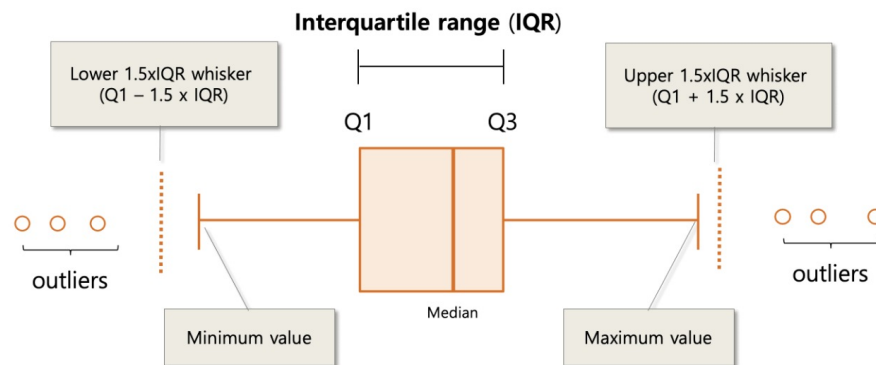 Interquartile range (IQR)
Lower 1.5xIQR whisker
(Q1 – 1.5 x IQR)
Upper 1.5xIQR whisker
(Q1 + 1.5 x IQR)
Q1
Q3
outliers
outliers
Median
Minimum value
Maximum value